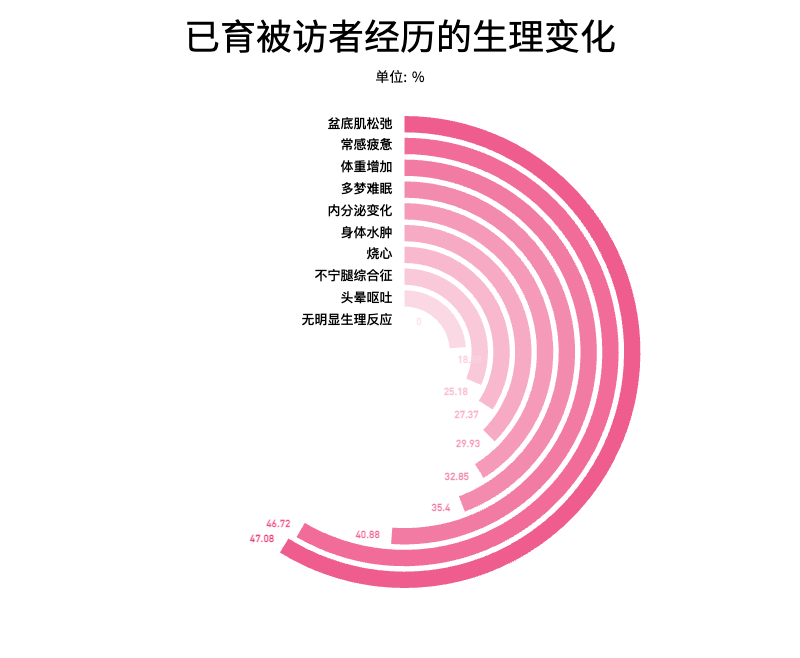 已育被访者经历的生理变化
单位: %
盆底肌松弛
常感疲惫
体重增加
多梦难眠
内分泌变化
身体水肿
烧心
不宁腿综合征
头晕呕吐
无明显生理反应
0
25.18
27.37
29.93
32.85
35.4
40.88
46.72
47.08